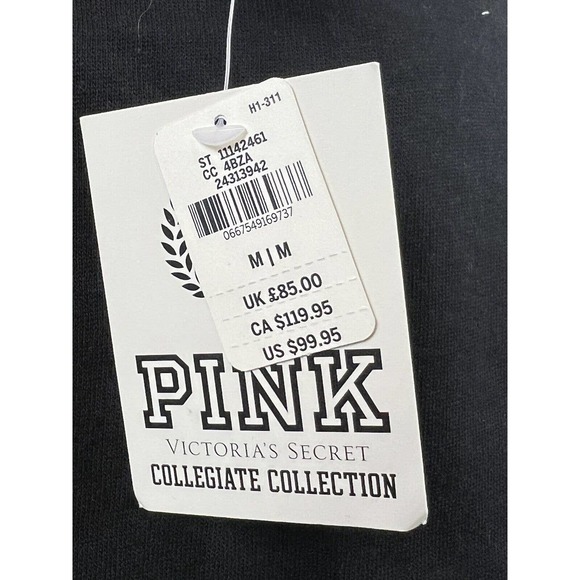 H1-311
ST 11142461
CC 4BZA
24313942
0667549169737
M | M
UK £85.00
CA $119.95
US $99.95
PINK
VICTORIA'S SECRET
COLLEGIATE COLLECTION